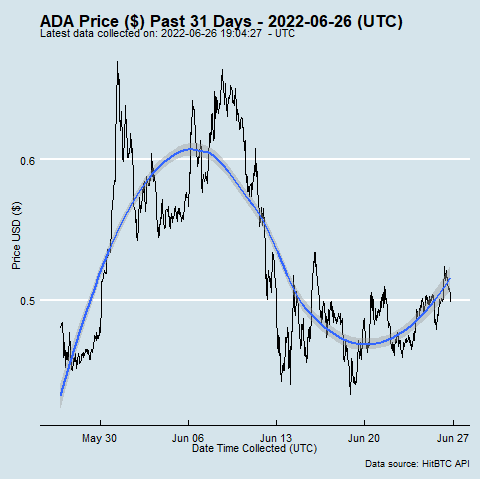 ADA Price ($) Past 31 Days - 2022-06-26 (UTC)
Latest data collected on: 2022-06-26 19:04:27  - UTC
Price USD ($)
0.6
0.5
May 30
Jun 06
Jun 13
Jun 20
Jun 27
Date Time Collected (UTC)
Data source: HitBTC API